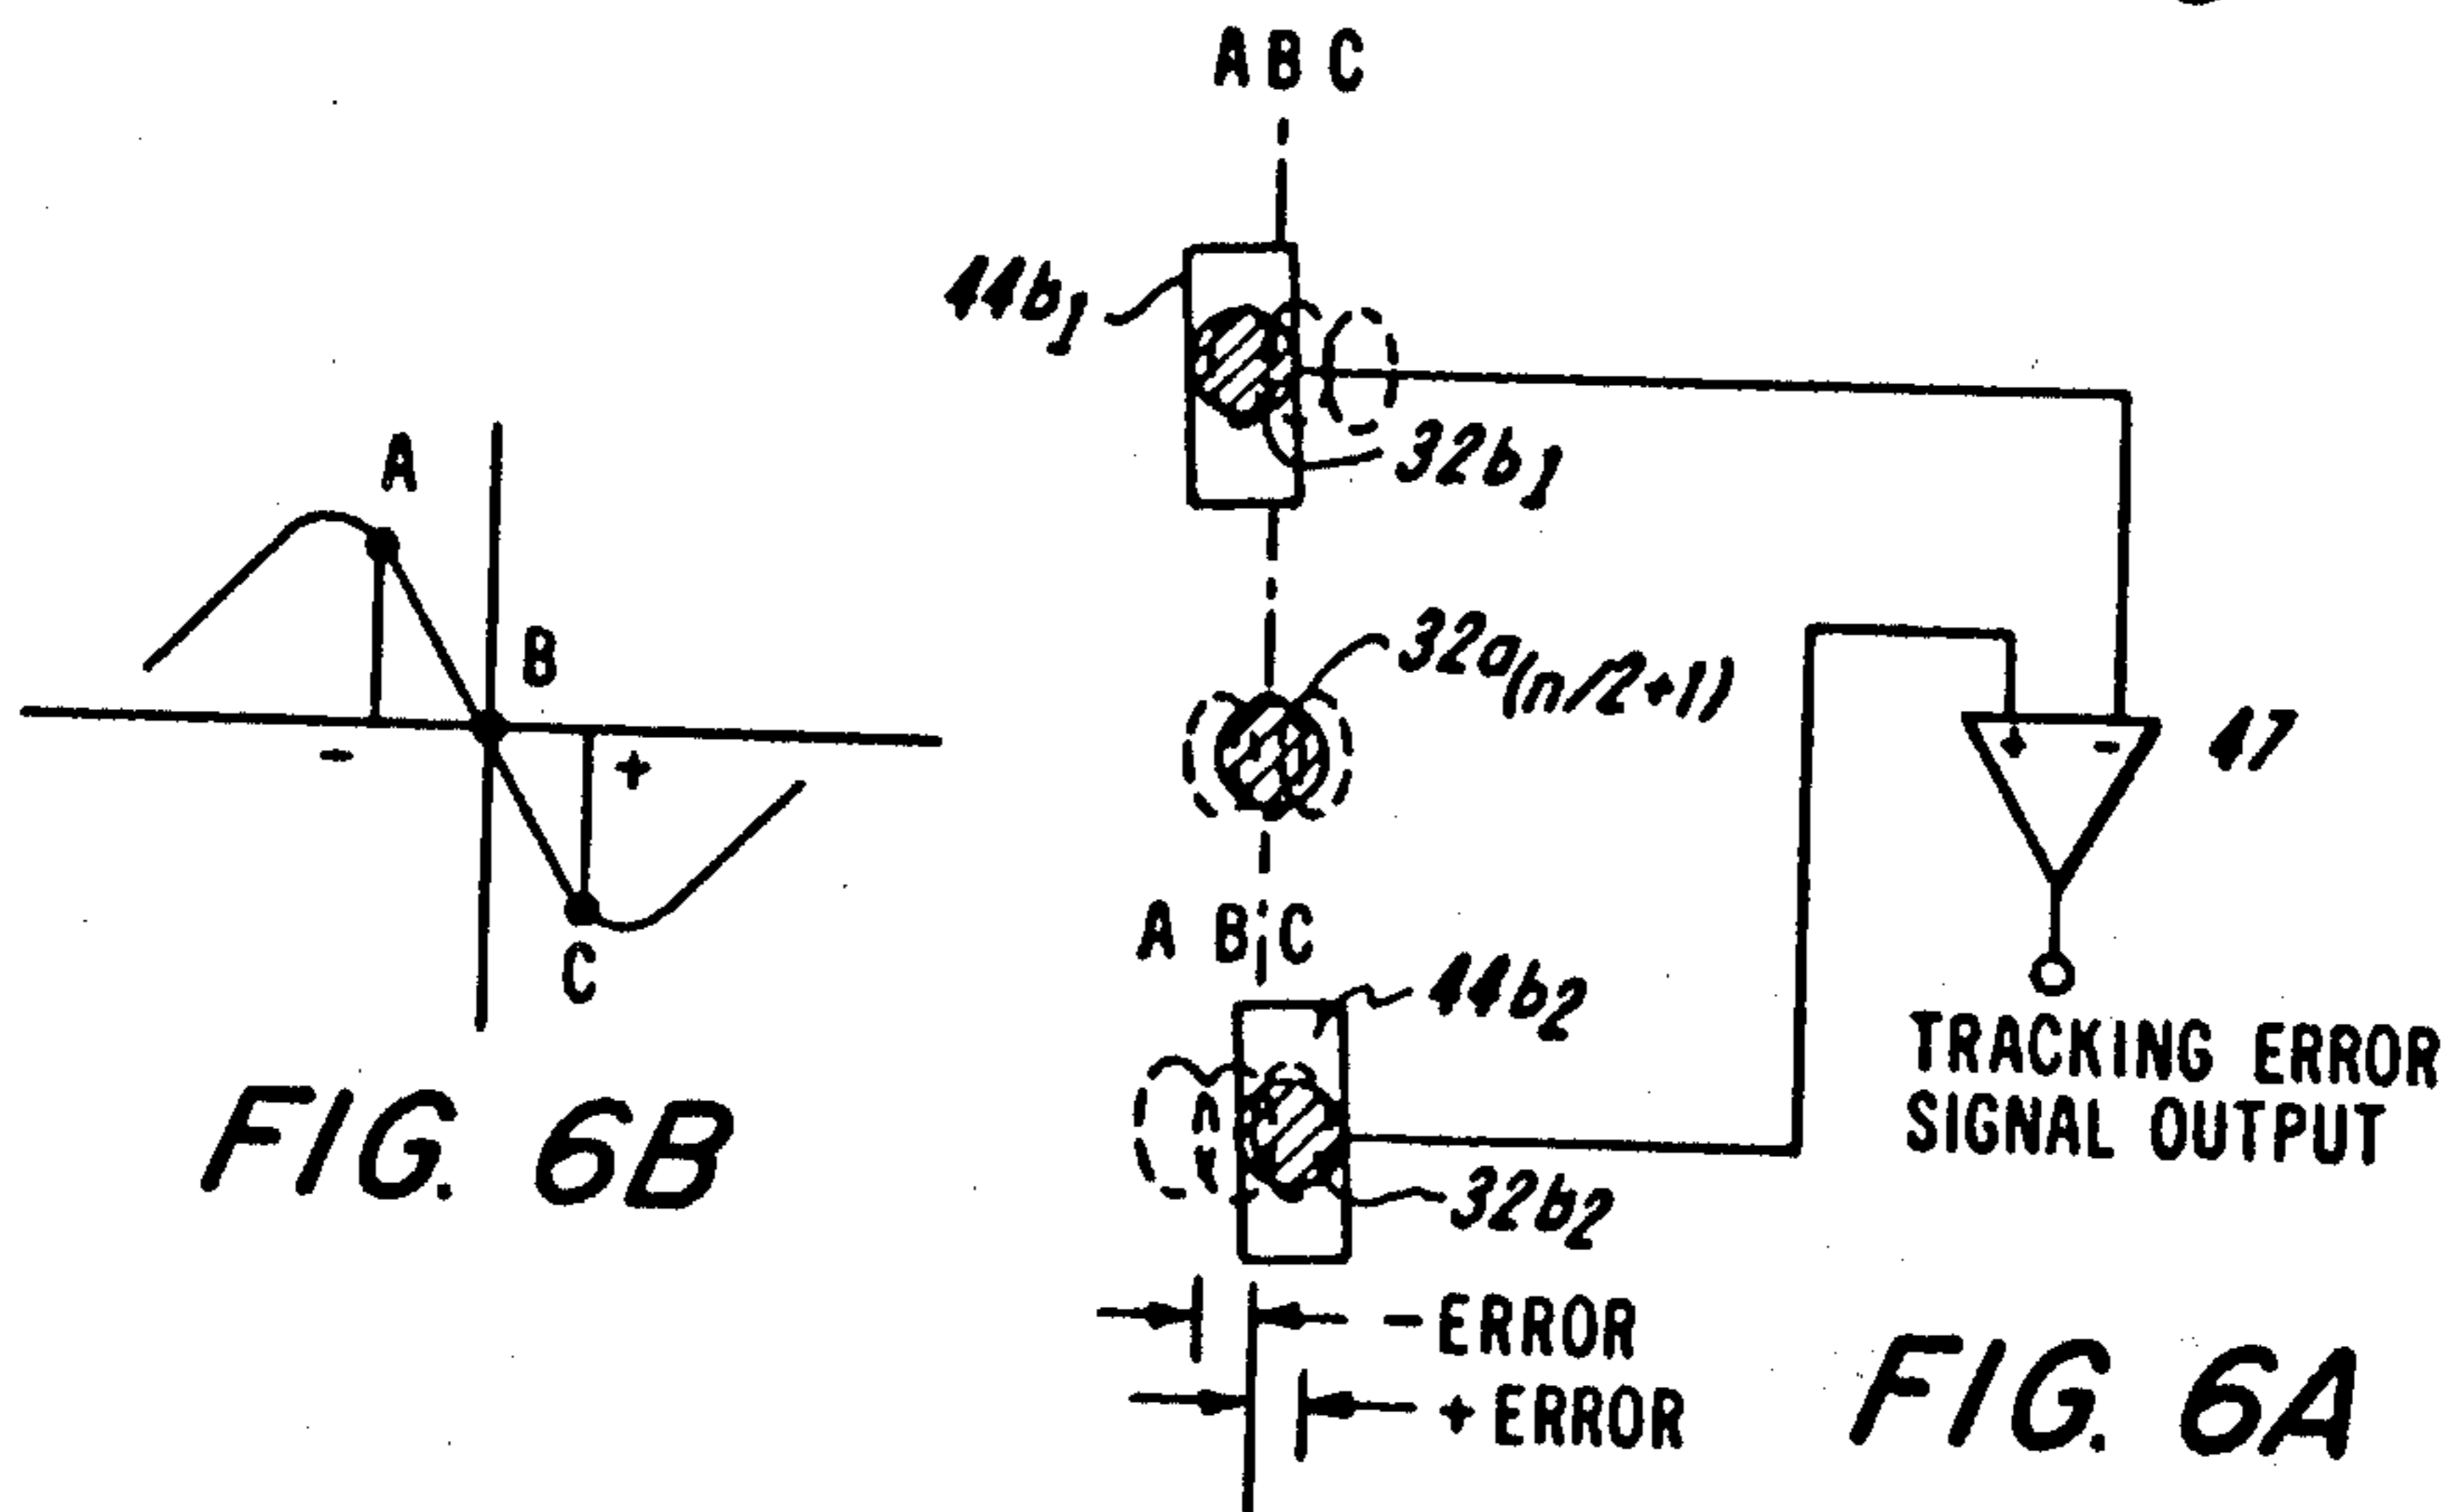 A B C
44b1
32b1
A
B
- +
C
32a(n/2+1)
+ -
47
A B C
44b2
32b2
TRACKING ERROR
SIGNAL OUTPUT
FIG. 6B
-ERROR
+ERROR
FIG. 6A